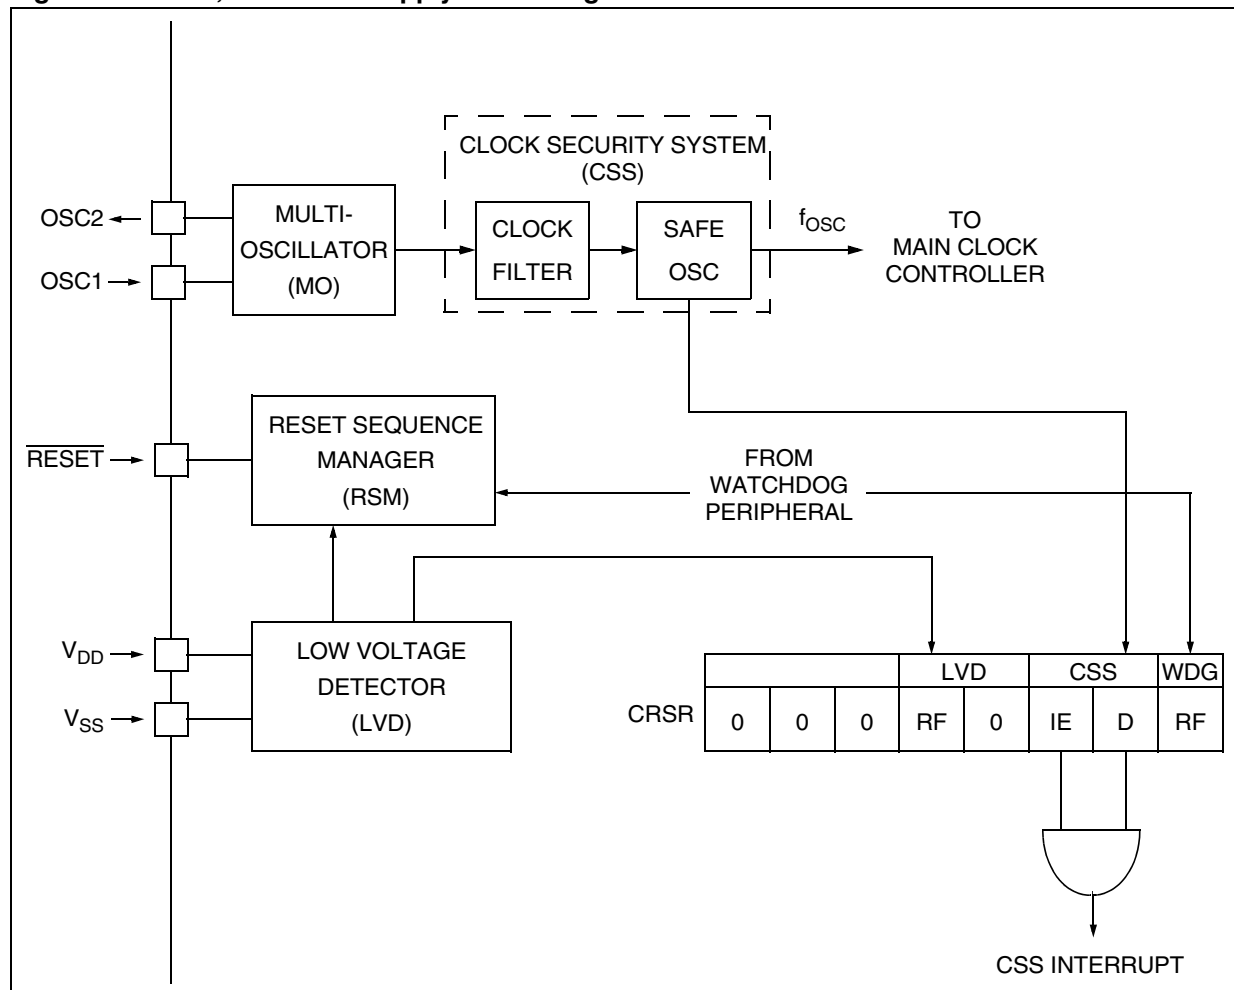 CLOCK SECURITY SYSTEM
(CSS)
OSC2
OSC1
MULTI-
OSCILLATOR
(MO)
CLOCK
FILTER
SAFE
OSC
fOSC
TO
MAIN CLOCK
CONTROLLER
RESET
RESET SEQUENCE
MANAGER
(RSM)
FROM
WATCHDOG
PERIPHERAL
VDD
VSS
LOW VOLTAGE
DETECTOR
(LVD)
LVD CSS WDG
CRSR 0 0 0 RF 0 IE D RF
CSS INTERRUPT